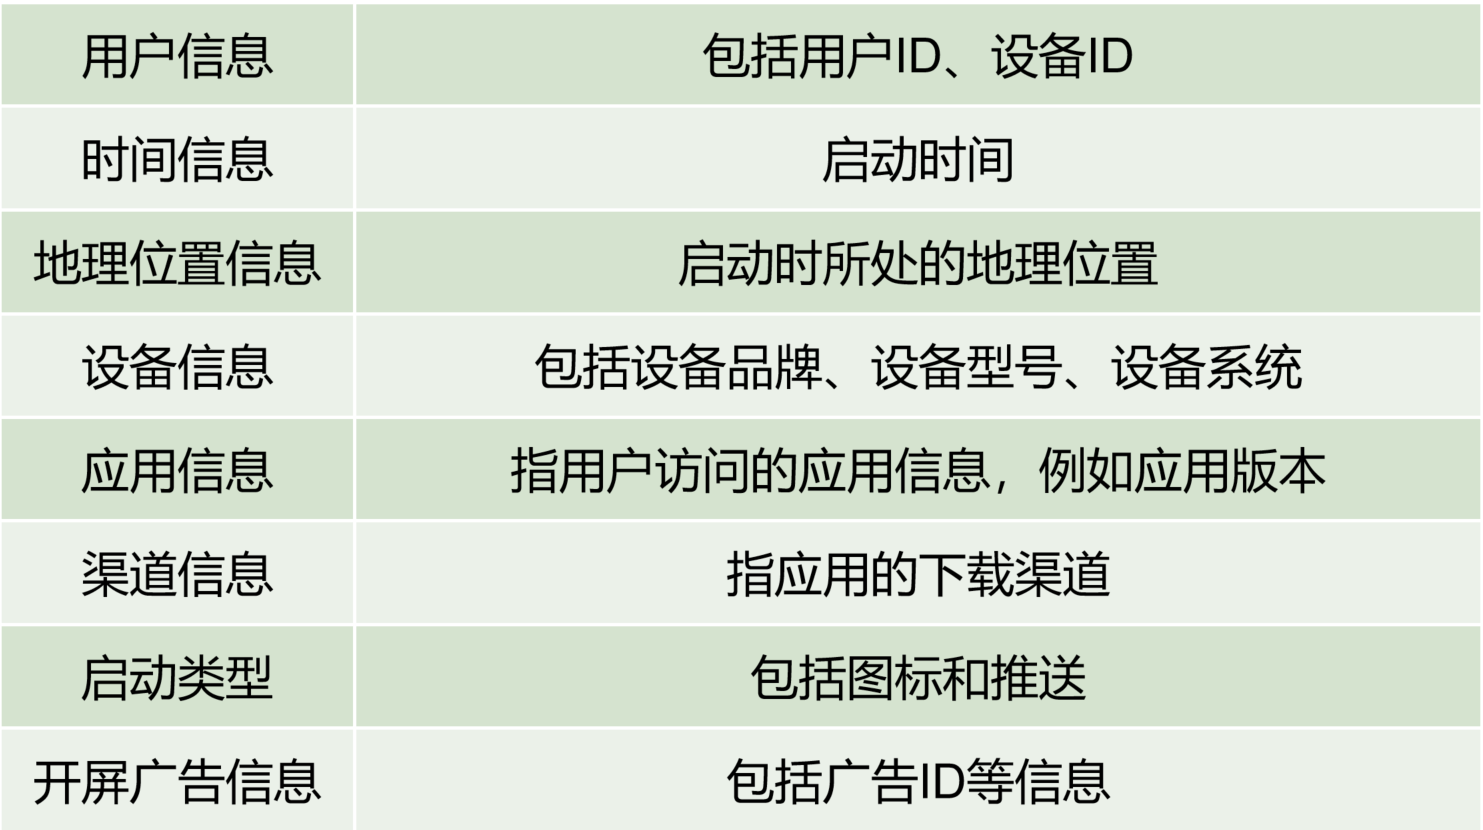 用户信息 包括用户ID、设备ID
时间信息 启动时间
地理位置信息 启动时所处的地理位置
设备信息 包括设备品牌、设备型号、设备系统
应用信息 指用户访问的应用信息，例如应用版本
渠道信息 指应用的下载渠道
启动类型 包括图标和推送
开屏广告信息 包括广告ID等信息